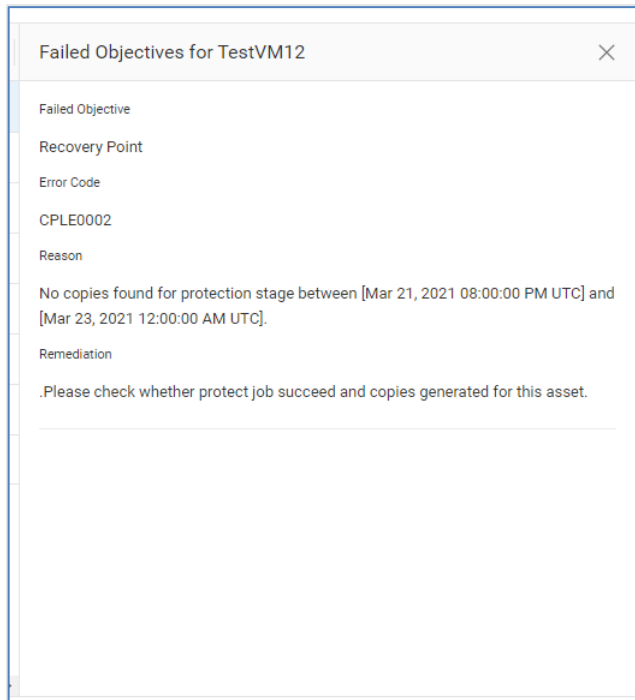 Failed Objectives for TestVM12
Failed Objective
Recovery Point
Error Code
CPLE0002
Reason
No copies found for protection stage between [Mar 21, 2021 08:00:00 PM UTC] and
[Mar 23, 2021 12:00:00 AM UTC].
Remediation
.Please check whether protect job succeed and copies generated for this asset.